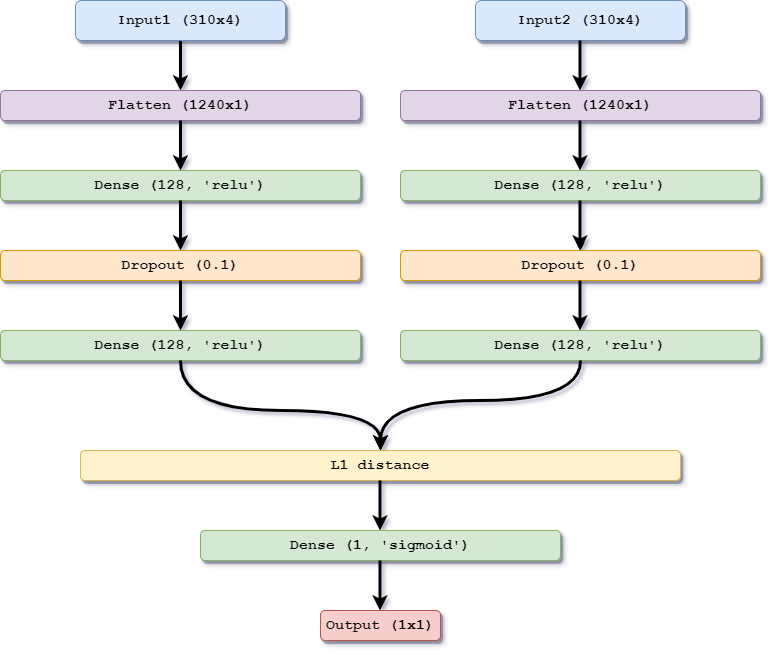 Input1 (310x4)
Input2 (310x4)
Flatten (1240x1)
Flatten (1240x1)
Dense (128, 'relu')
Dense (128, 'relu')
Dropout (0.1)
Dropout (0.1)
Dense (128, 'relu')
Dense (128, 'relu')
L1 distance
Dense (1, 'sigmoid')
Output (1x1)